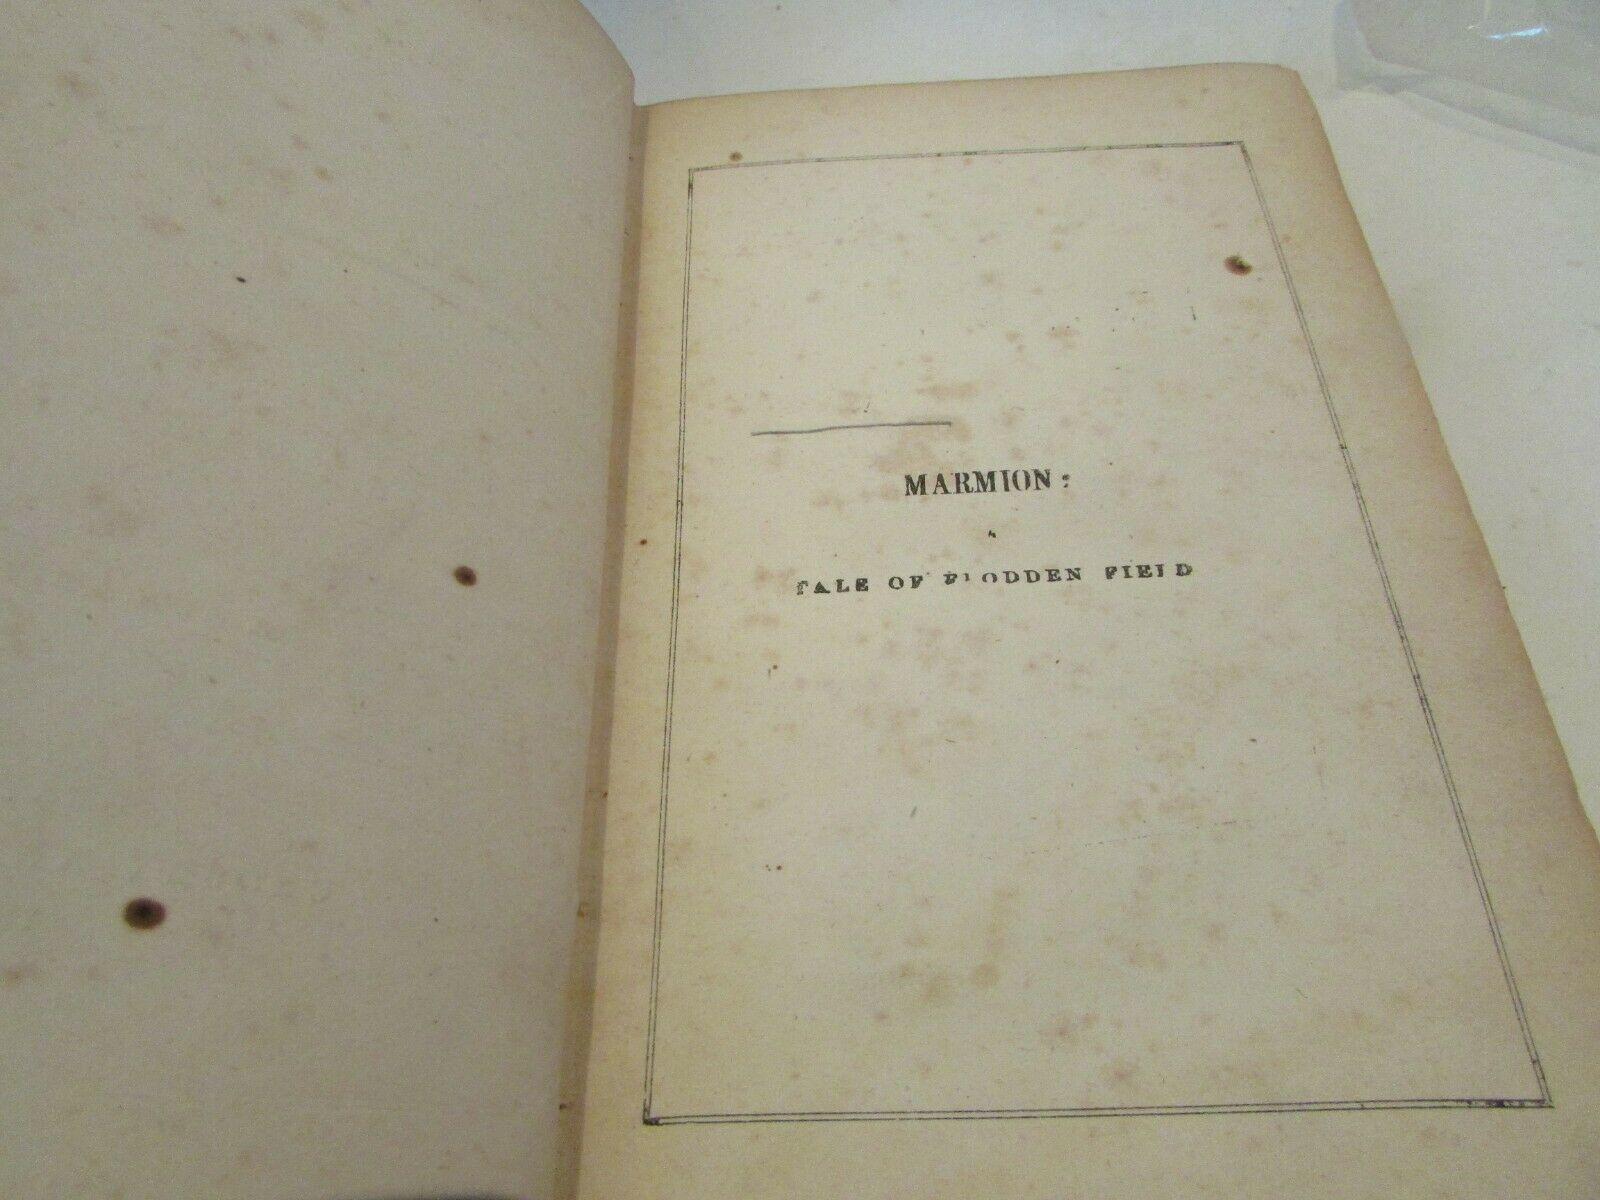 MARMION:
A
TALE OF FLODDEN FIELD